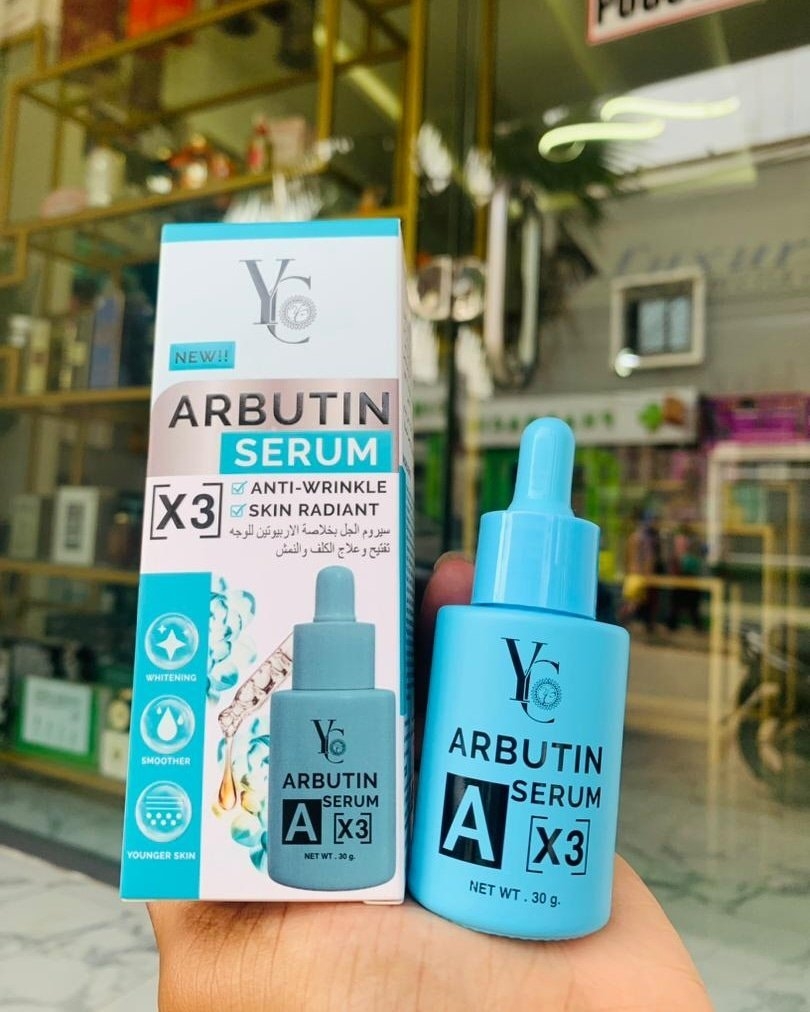 YC
NEW!!
ARBUTIN
SERUM
[X3]
ANTI-WRINKLE
SKIN RADIANT
سيروم الجل بخلاصة الاربيوتين للوجه
تفتيح وعلاج الكلف والنمش
WHITENING
SMOOTHER
YOUNGER SKIN
YC
ARBUTIN
SERUM
A [X3]
NET WT . 30 g.
YC
ARBUTIN
SERUM
A [X3]
NET WT . 30 g.